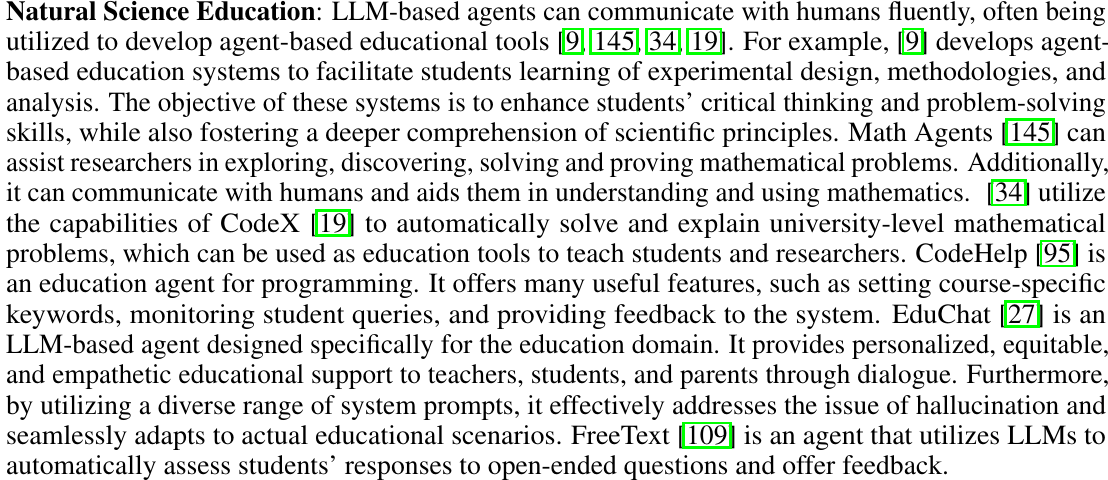 Natural Science Education: LLM-based agents can communicate with humans fluently, often being
utilized to develop agent-based educational tools [9, 145, 34, 19]. For example, [9] develops agent-
based education systems to facilitate students learning of experimental design, methodologies, and
analysis. The objective of these systems is to enhance students' critical thinking and problem-solving
skills, while also fostering a deeper comprehension of scientific principles. Math Agents [145] can
assist researchers in exploring, discovering, solving and proving mathematical problems. Additionally,
it can communicate with humans and aids them in understanding and using mathematics. [34] utilize
the capabilities of CodeX [19] to automatically solve and explain university-level mathematical
problems, which can be used as education tools to teach students and researchers. CodeHelp [95] is
an education agent for programming. It offers many useful features, such as setting course-specific
keywords, monitoring student queries, and providing feedback to the system. EduChat [27] is an
LLM-based agent designed specifically for the education domain. It provides personalized, equitable,
and empathetic educational support to teachers, students, and parents through dialogue. Furthermore,
by utilizing a diverse range of system prompts, it effectively addresses the issue of hallucination and
seamlessly adapts to actual educational scenarios. FreeText [109] is an agent that utilizes LLMs to
automatically assess students' responses to open-ended questions and offer feedback.